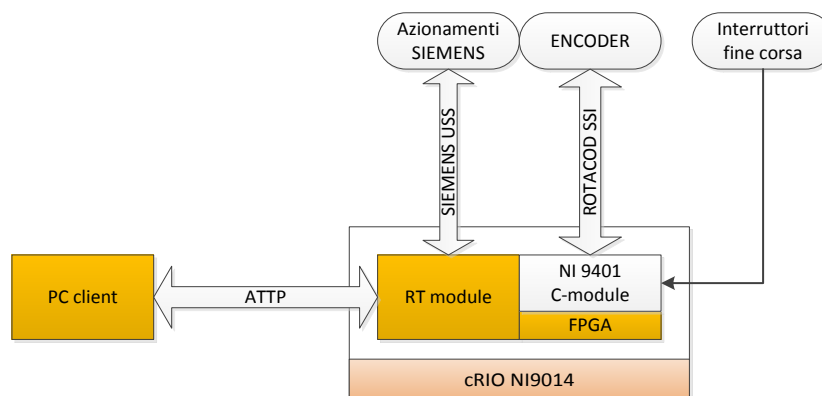 Azionamenti
SIEMENS
ENCODER
Interruttori
fine corsa
SIEMENS USS
ROTACOD SSI
PC client
ATTP
RT module
NI 9401
C-module
FPGA
cRIO NI9014